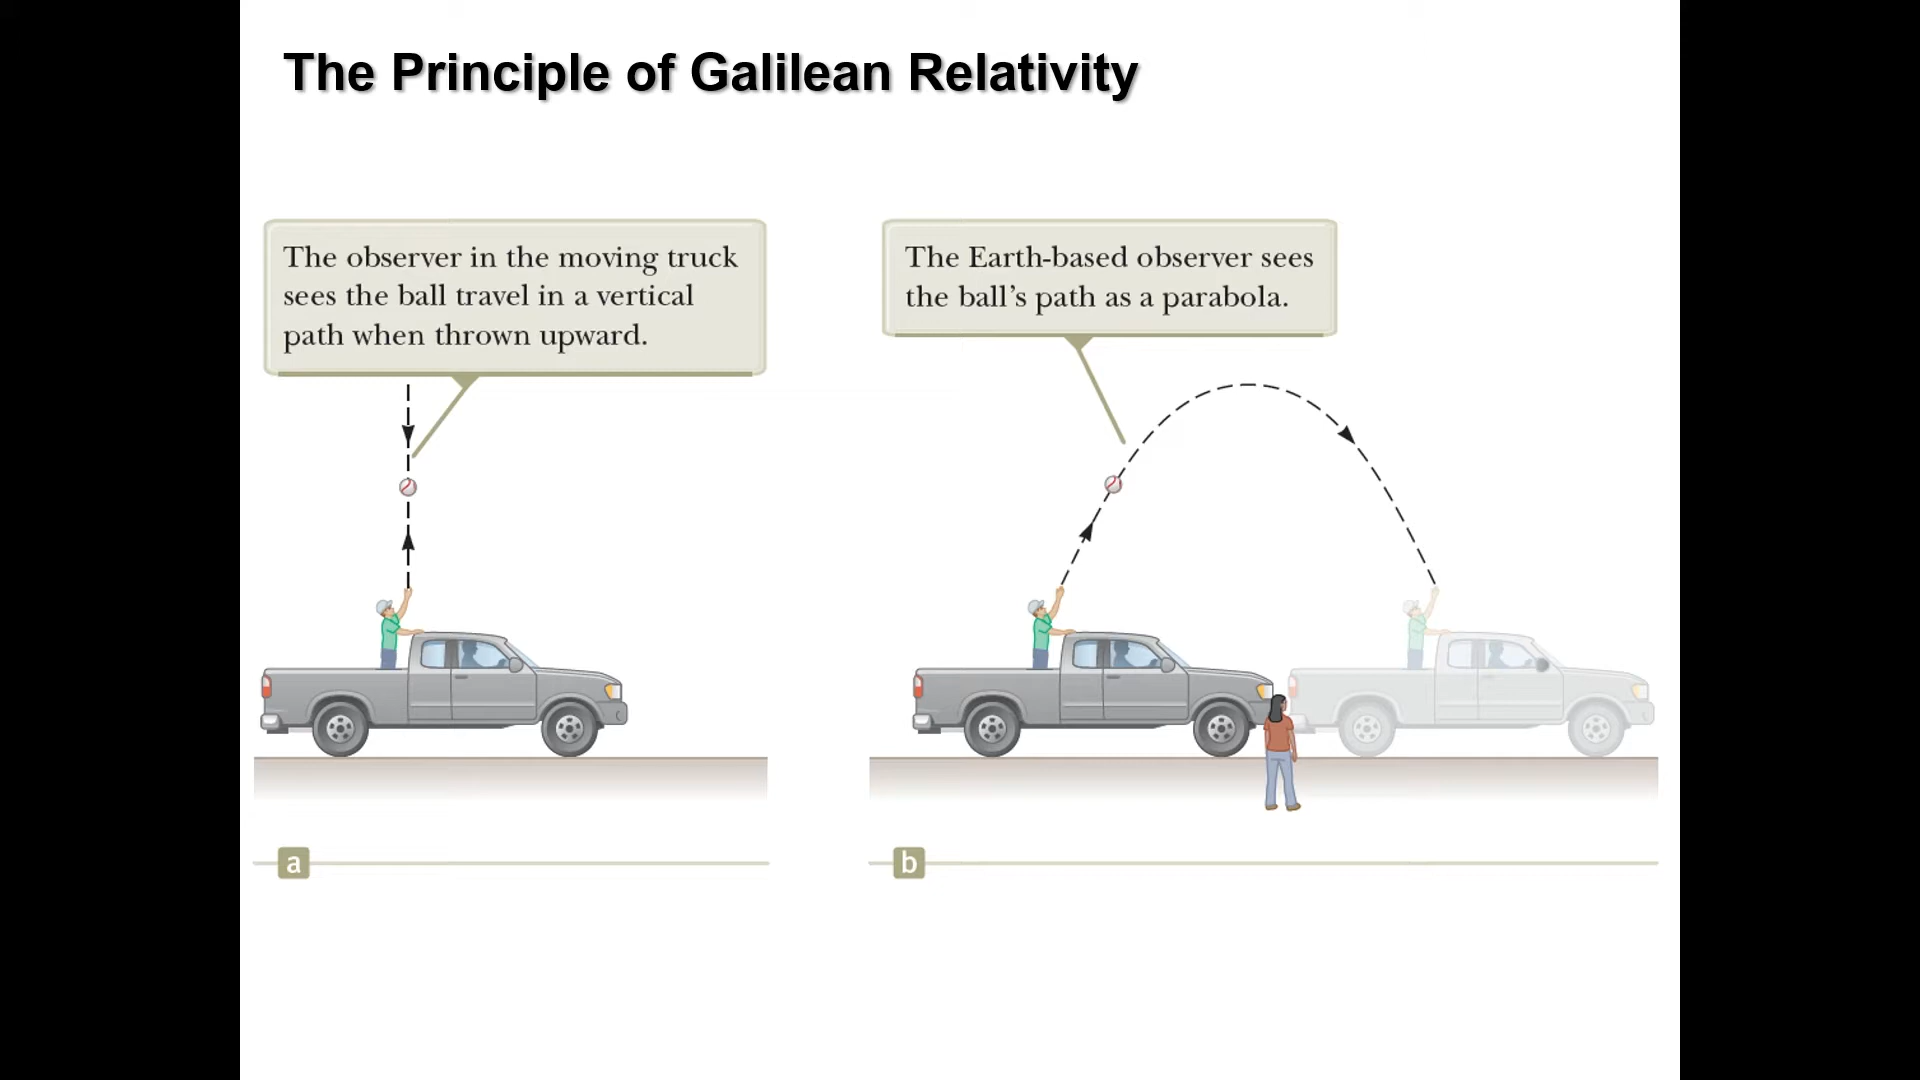 The Principle of Galilean Relativity
The observer in the moving truck
sees the ball travel in a vertical
path when thrown upward.
The Earth-based observer sees
the ball’s path as a parabola.
a
b